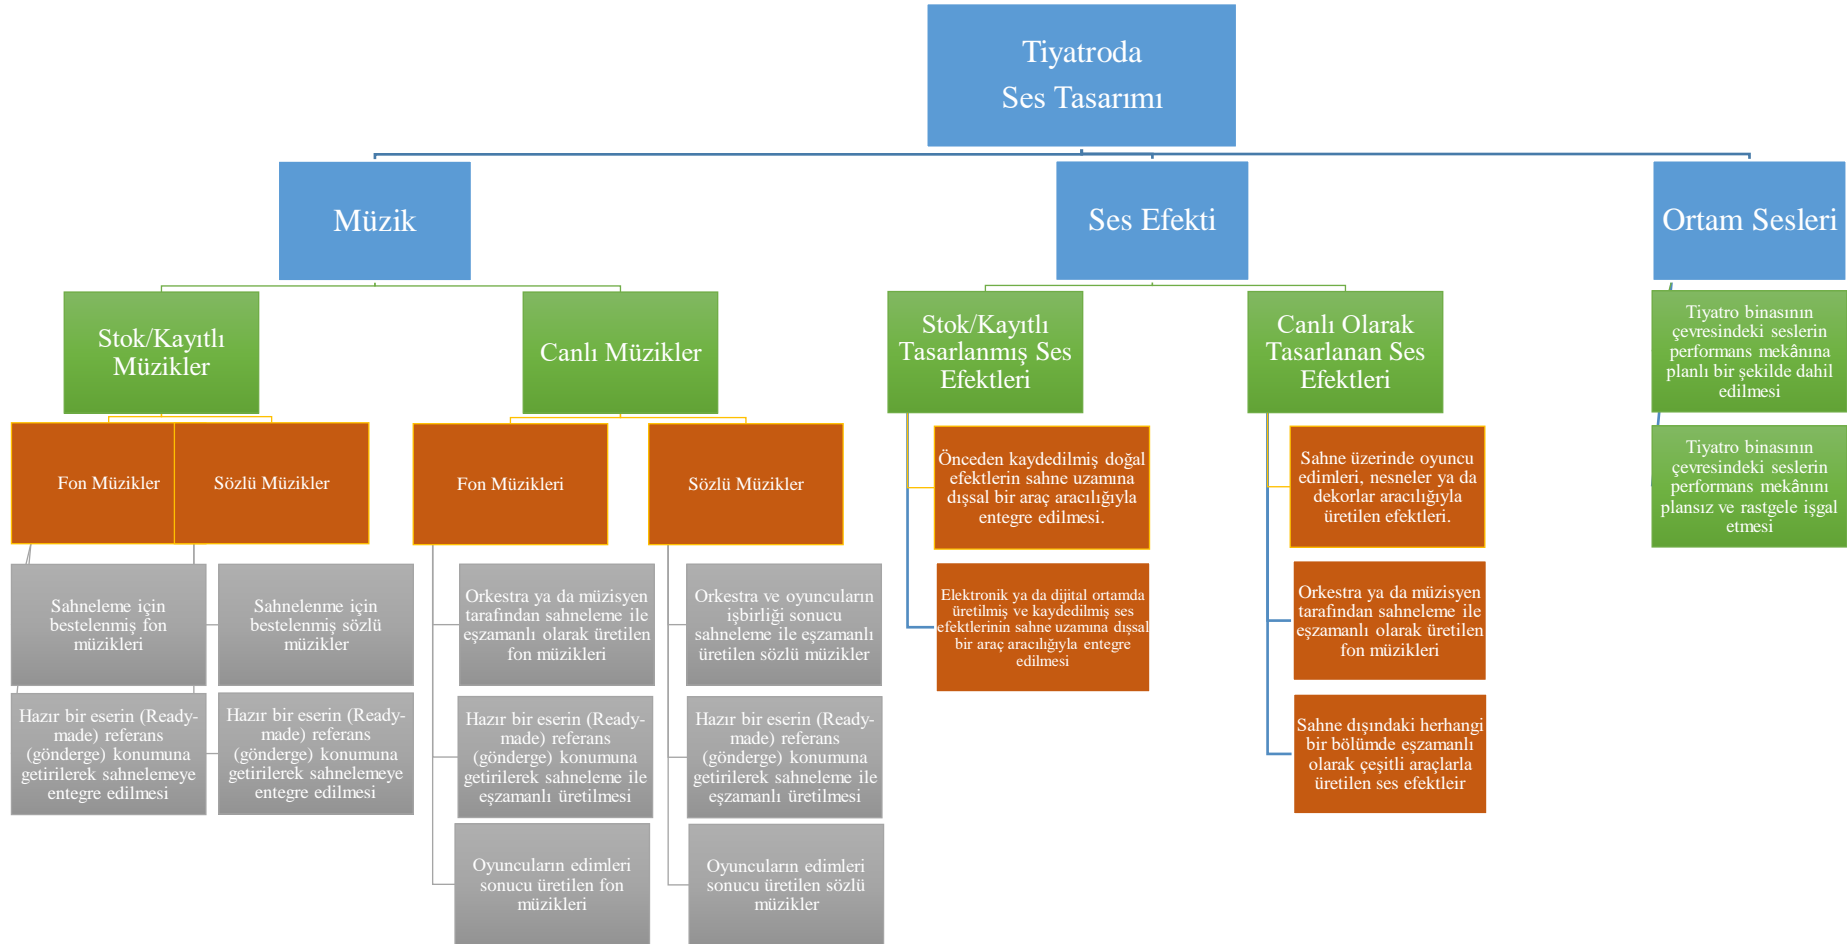 Tiyatroda
Ses Tasarımı
Müzik
Ses Efekti
Ortam Sesleri
Stok/Kayıtlı
Müzikler
Canlı Müzikler
Stok/Kayıtlı
Tasarlanmış Ses
Efektleri
Canlı Olarak
Tasarlanan Ses
Efektleri
Tiyatro binasının
çevresindeki seslerin
performans mekânına
planlı bir şekilde dahil
edilmesi
Fon Müzikler
Sözlü Müzikler
Fon Müzikleri
Sözlü Müzikler
Önceden kaydedilmiş doğal
efektlerin sahne uzamına
dışsal bir araç aracılığıyla
entegre edilmesi.
Sahne üzerinde oyuncu
edimleri, nesneler ya da
dekorlar aracılığıyla
üretilen efektleri.
Tiyatro binasının
çevresindeki seslerin
performans mekânını
plansız ve rastgele işgal
etmesi
Sahneleme için
bestelenmiş fon
müzikleri
Sahnelenme için
bestelenmiş sözlü
müzikler
Orkestra ya da müzisyen
tarafından sahneleme ile
eşzamanlı olarak üretilen
fon müzikleri
Orkestra ve oyuncuların
işbirliği sonucu
sahneleme ile eşzamanlı
üretilen sözlü müzikler
Elektronik ya da dijital ortamda
üretilmiş ve kaydedilmiş ses
efektlerinin sahne uzamına dışsal
bir araç aracılığıyla entegre
edilmesi
Orkestra ya da müzisyen
tarafından sahneleme ile
eşzamanlı olarak üretilen
fon müzikleri
Hazır bir eserin (Ready-
made) referans
(gönderge) konumuna
getirilerek sahnelemeye
entegre edilmesi
Hazır bir eserin (Ready-
made) referans
(gönderge) konumuna
getirilerek sahnelemeye
entegre edilmesi
Hazır bir eserin (Ready-
made) referans
(gönderge) konumuna
getirilerek sahneleme ile
eşzamanlı üretilmesi
Hazır bir eserin (Ready-
made) referans
(gönderge) konumuna
getirilerek sahneleme ile
eşzamanlı üretilmesi
Sahne dışındaki herhangi
bir bölümde eşzamanlı
olarak çeşitli araçlarla
üretilen ses efektleir
Oyuncuların edimleri
sonucu üretilen fon
müzikleri
Oyuncuların edimleri
sonucu üretilen sözlü
müzikler